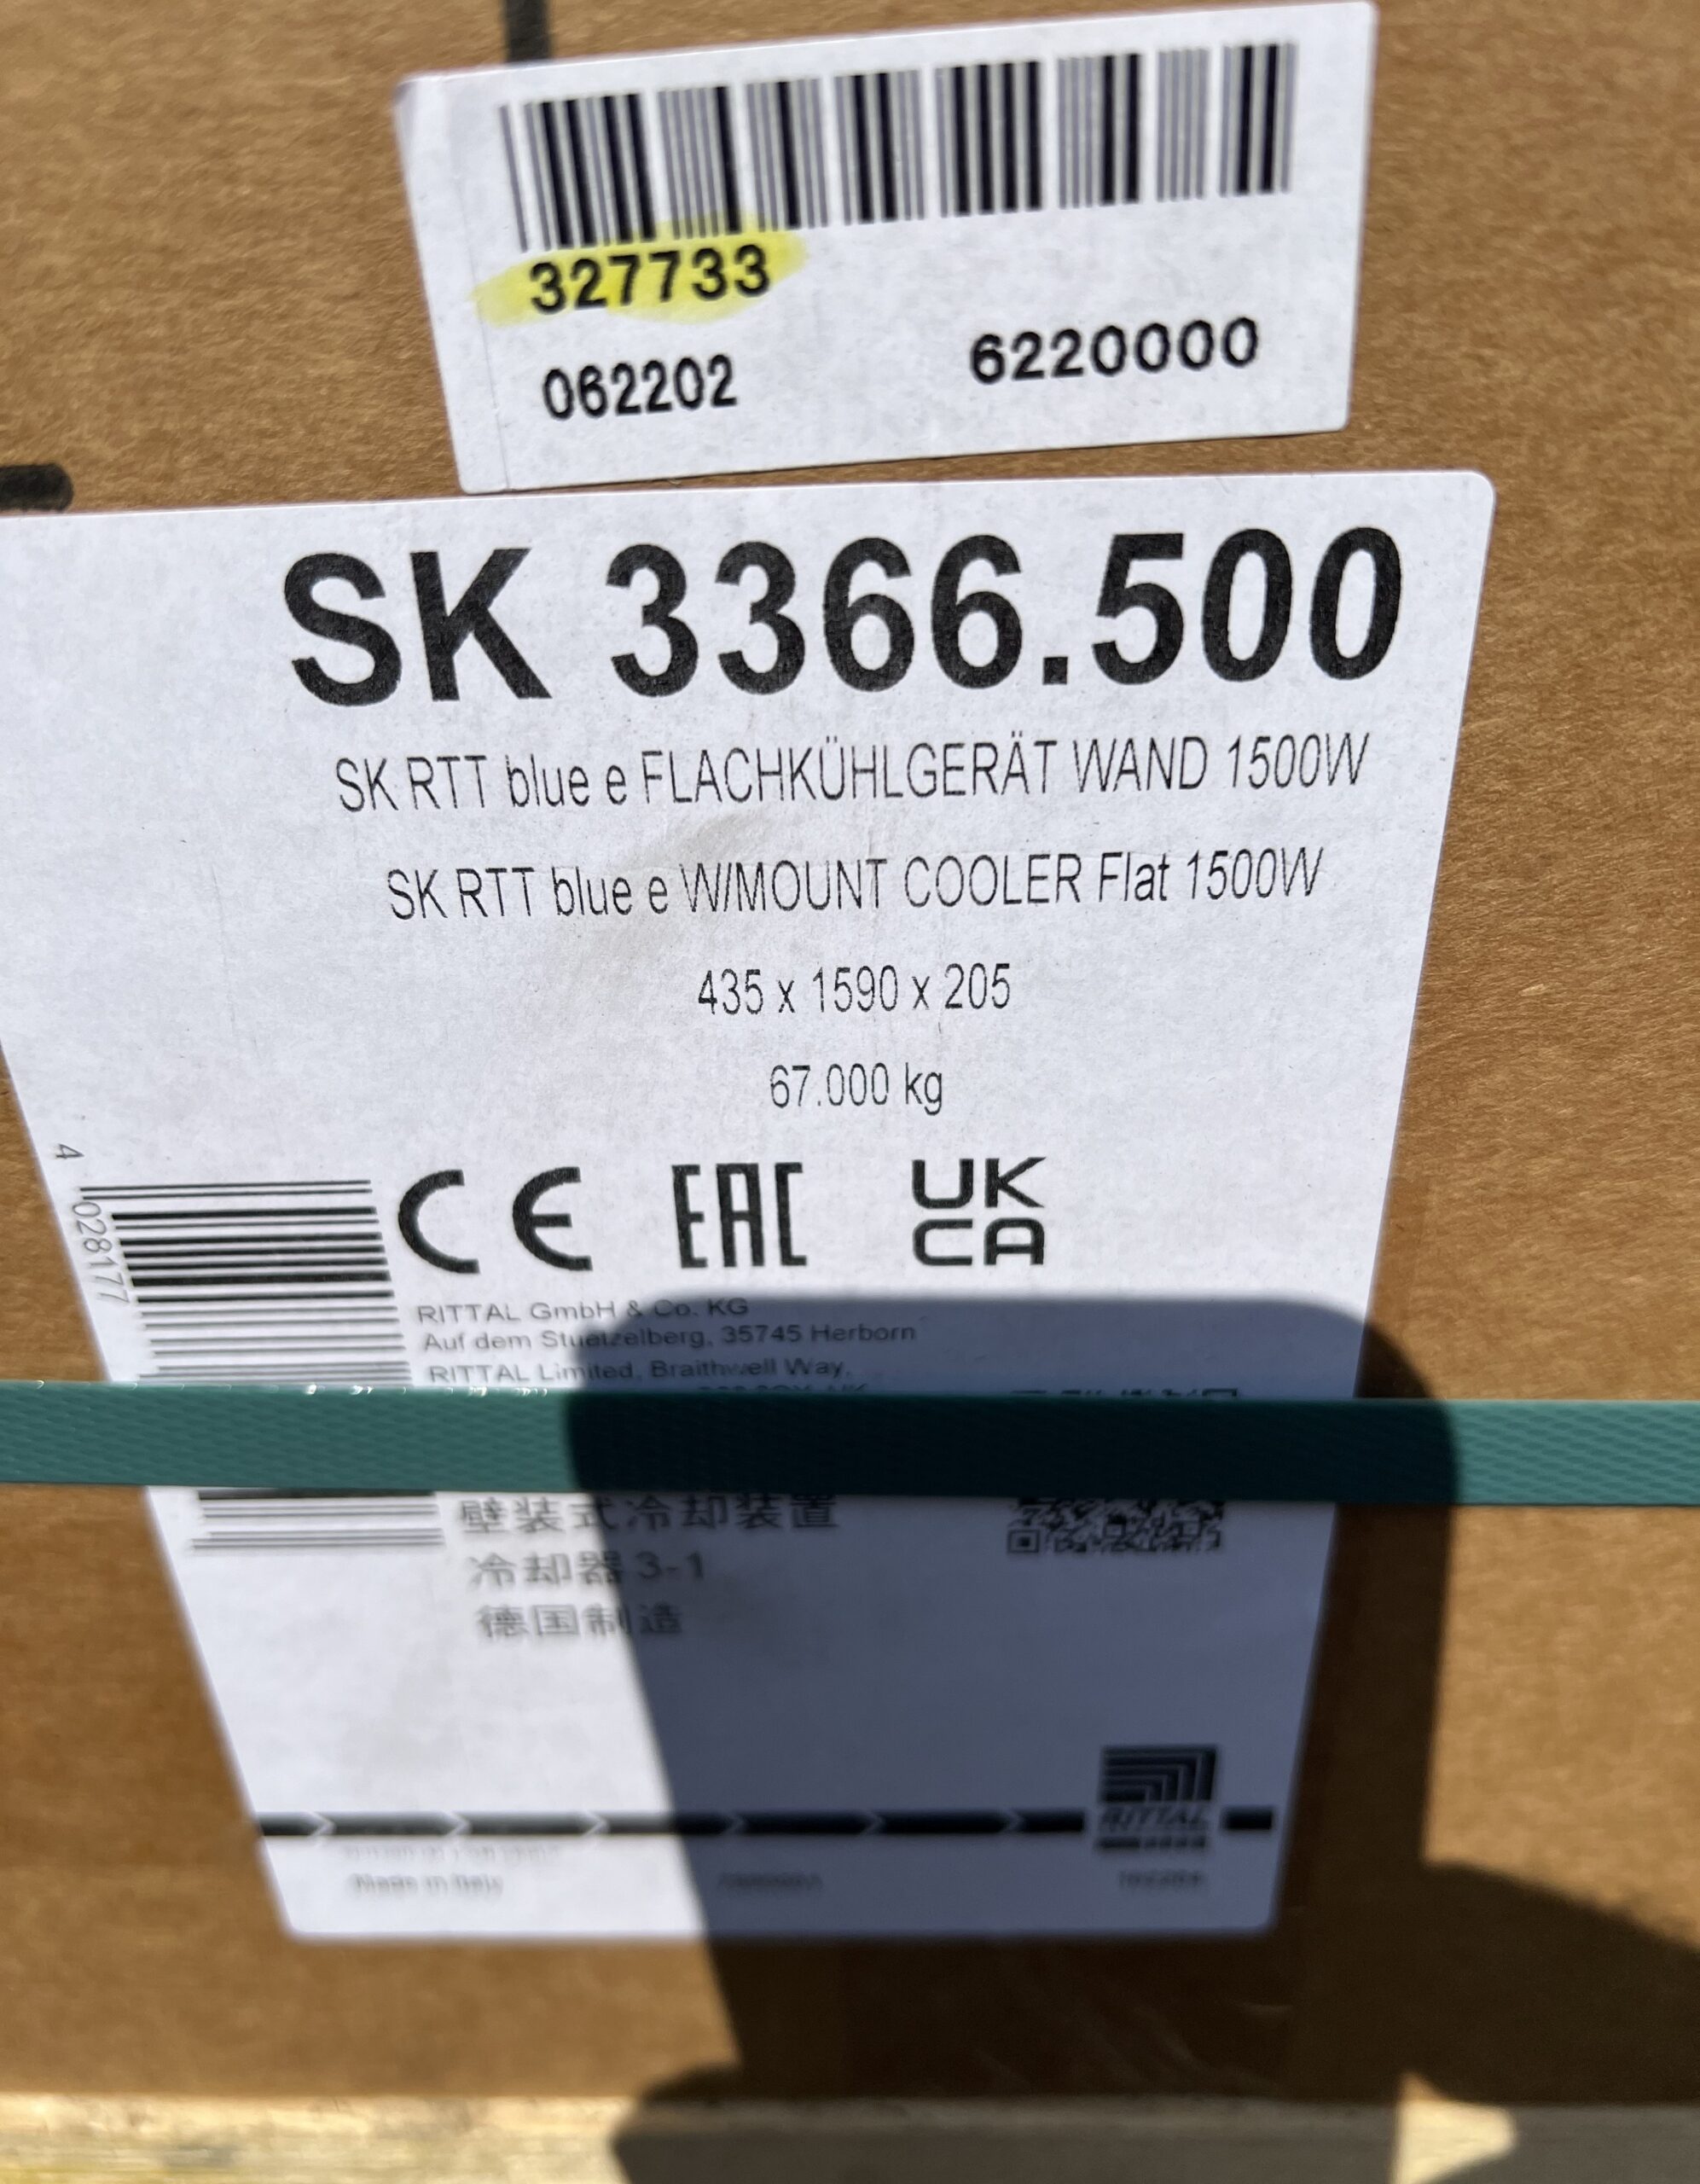 327733
062202 6220000
SK 3366.500
SK RTT blue e FLACHKÜHLGERÄT WAND 1500W
SK RTT blue e W/MOUNT COOLER Flat 1500W
435 x 1590 x 205
67.000 kg
4 028177
CE EAC UK CA
RITTAL GmbH & Co. KG
Auf dem Stuetzelberg, 35745 Herborn
RITTAL Limited, Braithwell Way,
壁装式冷却装置
冷却器 3-1
德国制造
RITTAL
Made in Italy